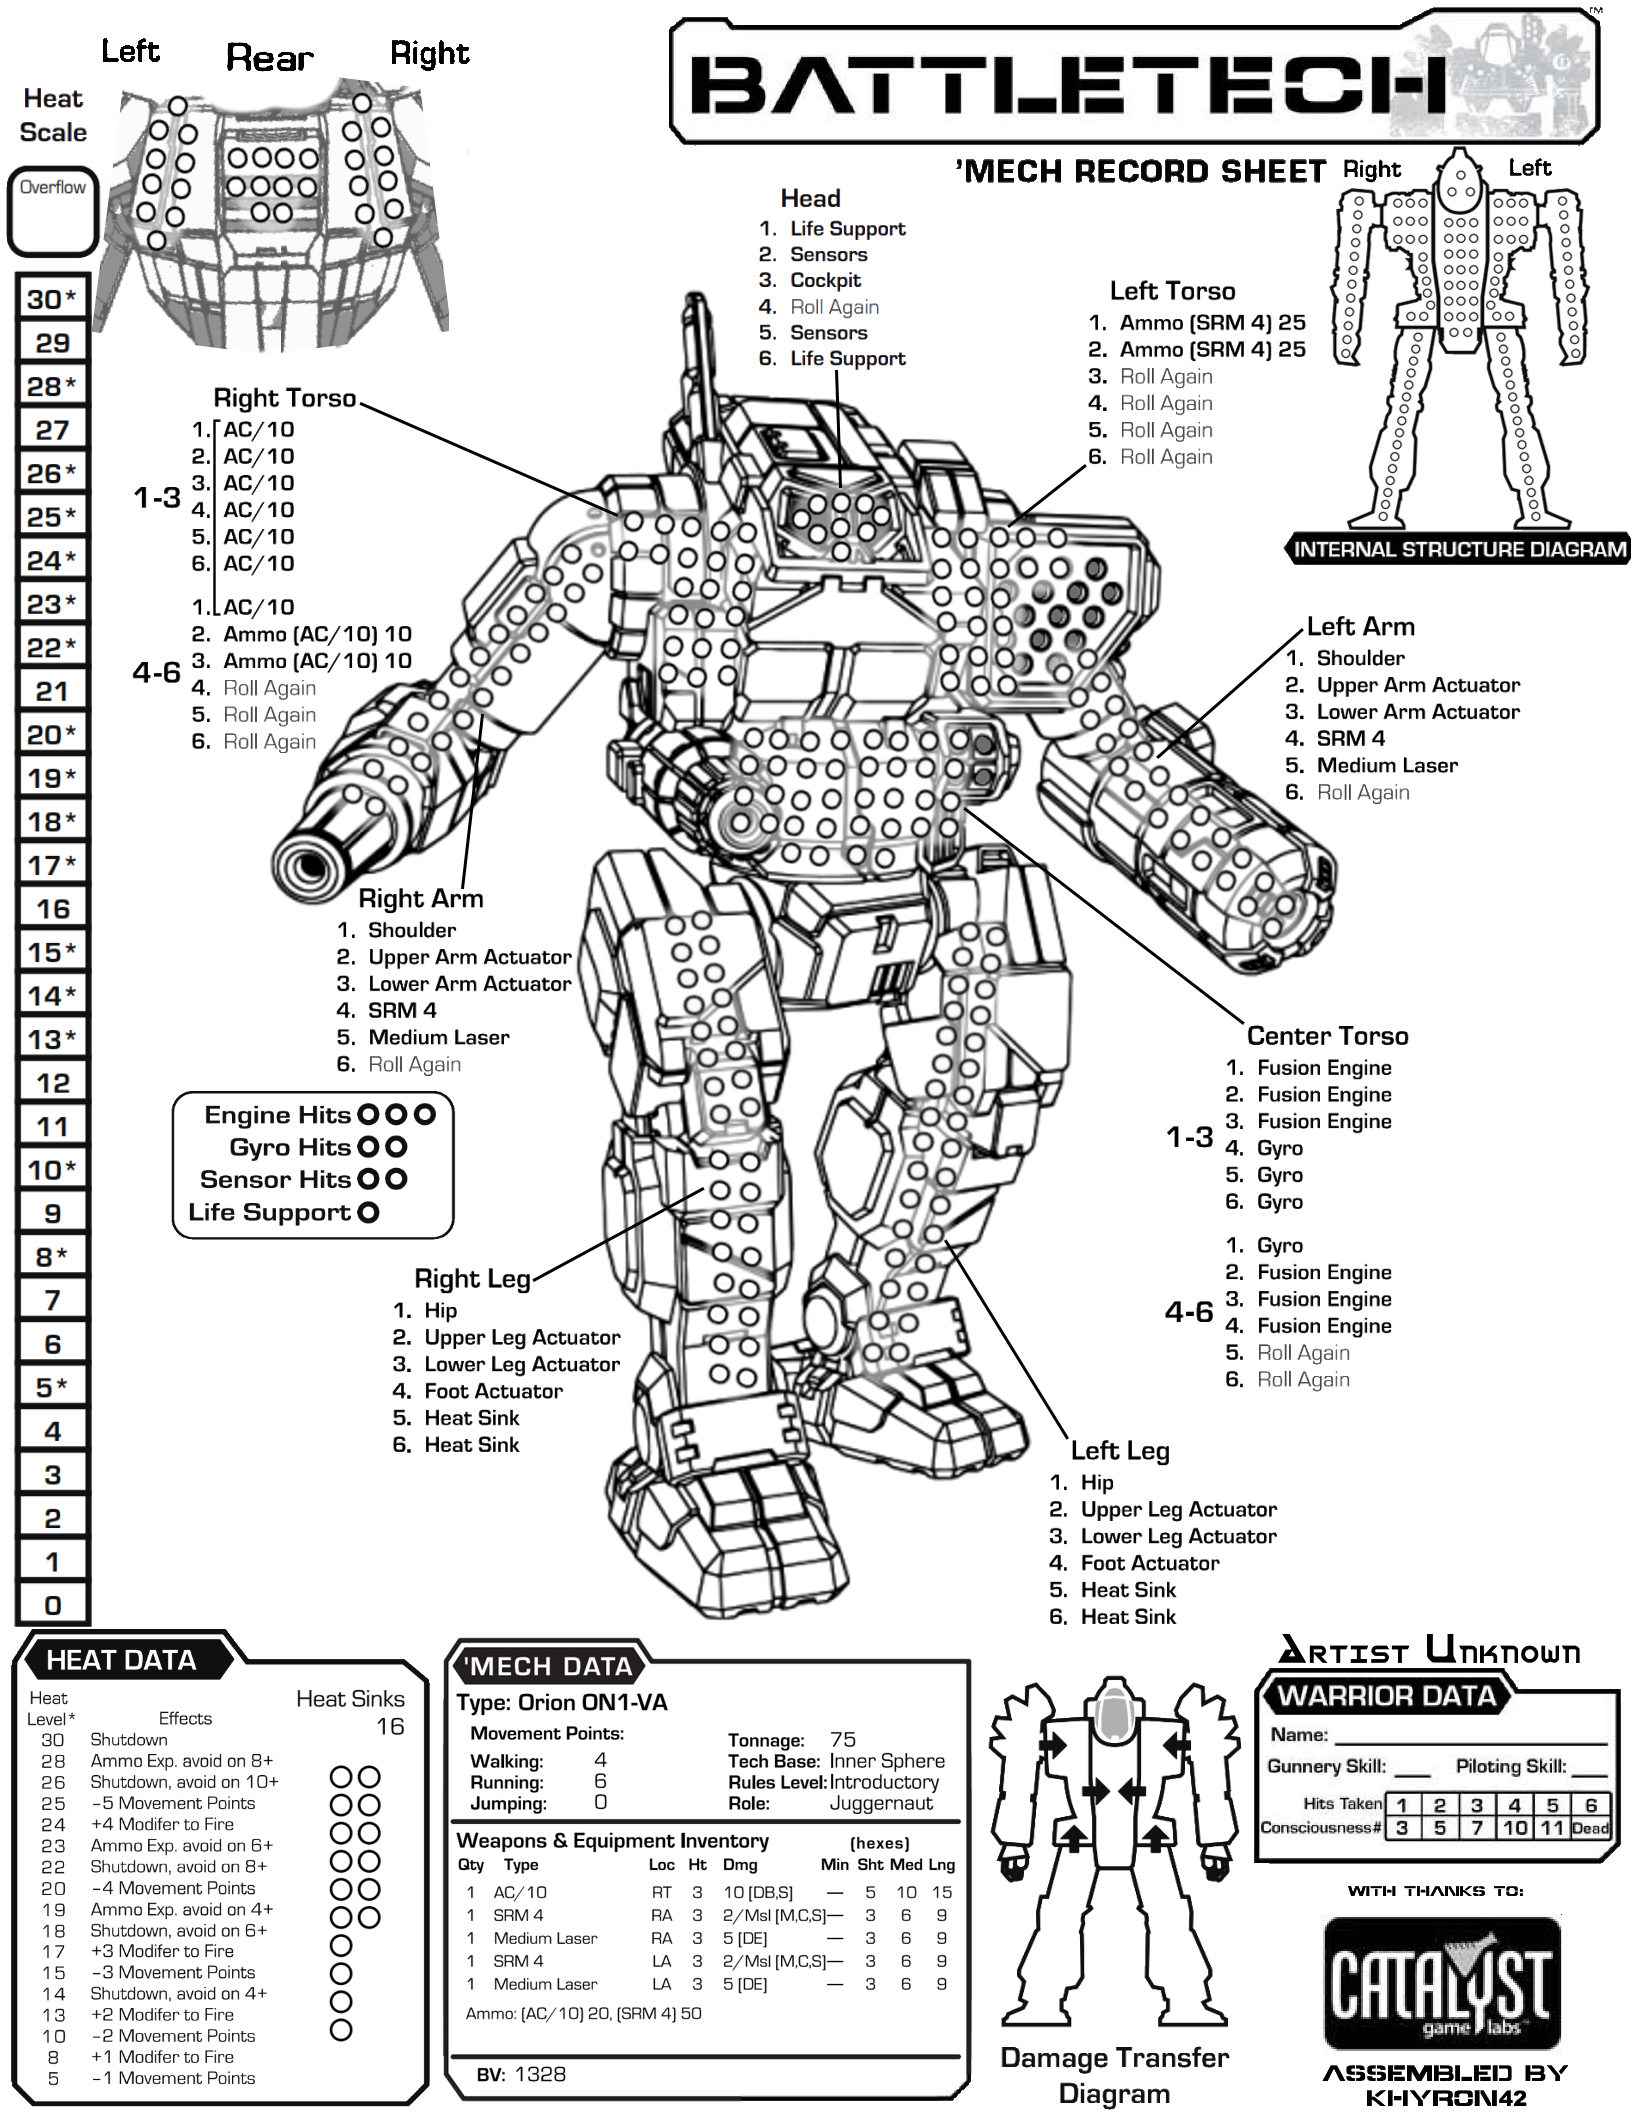 BATTLETECH
TM
'MECH RECORD SHEET
Left
Rear
Right
Heat
Scale
Overflow
30*
29
28*
27
26*
25*
24*
23*
22*
21
20*
19*
18*
17*
16
15*
14*
13*
12
11
10*
9
8*
7
6
5*
4
3
2
1
0
Head
1. Life Support
2. Sensors
3. Cockpit
4. Roll Again
5. Sensors
6. Life Support
Right
Left
INTERNAL STRUCTURE DIAGRAM
Left Torso
1. Ammo (SRM 4) 25
2. Ammo (SRM 4) 25
3. Roll Again
4. Roll Again
5. Roll Again
6. Roll Again
Right Torso
1-3
1. AC/10
2. AC/10
3. AC/10
4. AC/10
5. AC/10
6. AC/10
4-6
1. AC/10
2. Ammo (AC/10) 10
3. Ammo (AC/10) 10
4. Roll Again
5. Roll Again
6. Roll Again
Left Arm
1. Shoulder
2. Upper Arm Actuator
3. Lower Arm Actuator
4. SRM 4
5. Medium Laser
6. Roll Again
Right Arm
1. Shoulder
2. Upper Arm Actuator
3. Lower Arm Actuator
4. SRM 4
5. Medium Laser
6. Roll Again
Center Torso
1-3
1. Fusion Engine
2. Fusion Engine
3. Fusion Engine
4. Gyro
5. Gyro
6. Gyro
4-6
1. Gyro
2. Fusion Engine
3. Fusion Engine
4. Fusion Engine
5. Roll Again
6. Roll Again
Engine Hits
Gyro Hits
Sensor Hits
Life Support
Right Leg
1. Hip
2. Upper Leg Actuator
3. Lower Leg Actuator
4. Foot Actuator
5. Heat Sink
6. Heat Sink
Left Leg
1. Hip
2. Upper Leg Actuator
3. Lower Leg Actuator
4. Foot Actuator
5. Heat Sink
6. Heat Sink
HEAT DATA
Heat
Level* Effects
Heat Sinks
16
30 Shutdown
28 Ammo Exp. avoid on 8+
26 Shutdown, avoid on 10+
25 -5 Movement Points
24 +4 Modifer to Fire
23 Ammo Exp. avoid on 6+
22 Shutdown, avoid on 8+
20 -4 Movement Points
19 Ammo Exp. avoid on 4+
18 Shutdown, avoid on 6+
17 +3 Modifer to Fire
15 -3 Movement Points
14 Shutdown, avoid on 4+
13 +2 Modifer to Fire
10 -2 Movement Points
8 +1 Modifer to Fire
5 -1 Movement Points
'MECH DATA
Type: Orion ON1-VA
Movement Points:
Walking: 4
Running: 6
Jumping: 0
Tonnage: 75
Tech Base: Inner Sphere
Rules Level: Introductory
Role: Juggernaut
Weapons & Equipment Inventory (hexes)
Qty Type Loc Ht Dmg Min Sht Med Lng
1 AC/10 RT 3 10 [DB,S] — 5 10 15
1 SRM 4 RA 3 2/Msl [M,C,S] — 3 6 9
1 Medium Laser RA 3 5 [DE] — 3 6 9
1 SRM 4 LA 3 2/Msl [M,C,S] — 3 6 9
1 Medium Laser LA 3 5 [DE] — 3 6 9
Ammo: (AC/10) 20, (SRM 4) 50
BV: 1328
Damage Transfer
Diagram
Artist Unknown
WARRIOR DATA
Name:
Gunnery Skill: Piloting Skill:
Hits Taken 1 2 3 4 5 6
Consciousness# 3 5 7 10 11 Dead
WITH THANKS TO:
CATALYST
game labs
ASSEMBLED BY
KHYRON42